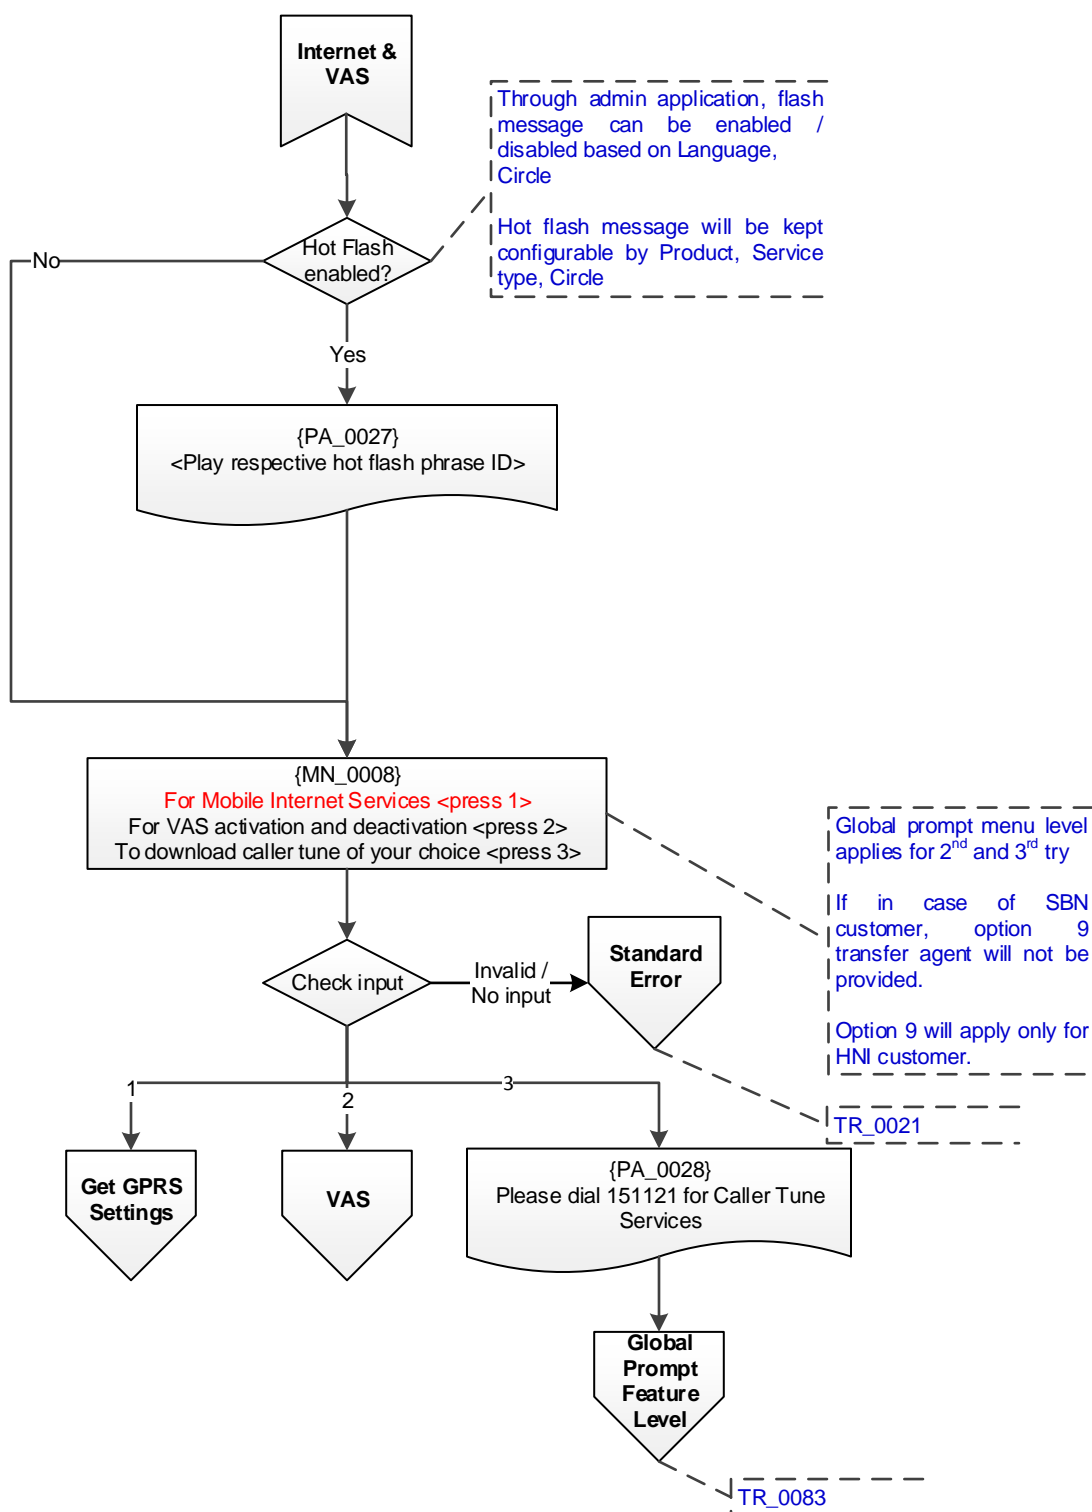 Internet &
VAS
Through admin application, flash
message can be enabled /
disabled based on Language,
Circle
Hot flash message will be kept
configurable by Product, Service
type, Circle
Hot Flash
enabled?
No
Yes
{PA_0027}
<Play respective hot flash phrase ID>
{MN_0008}
For Mobile Internet Services <press 1>
For VAS activation and deactivation <press 2>
To download caller tune of your choice <press 3>
Global prompt menu level
applies for 2nd and 3rd try
If in case of SBN
customer, option 9
transfer agent will not be
provided.
Option 9 will apply only for
HNI customer.
Check input
Invalid /
No input
Standard
Error
TR_0021
1
2
3
Get GPRS
Settings
VAS
{PA_0028}
Please dial 151121 for Caller Tune
Services
Global
Prompt
Feature
Level
TR_0083